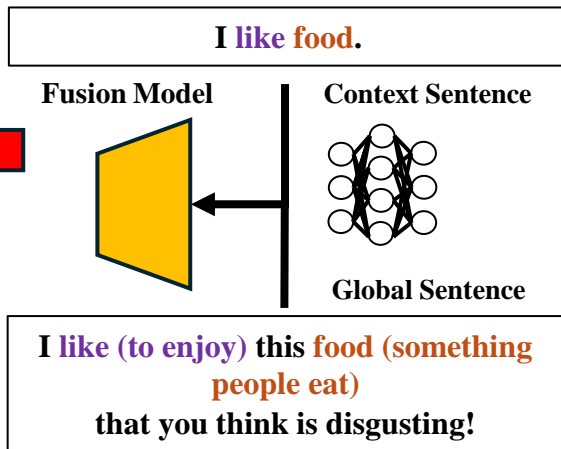 I like food.
Fusion Model
Context Sentence
Global Sentence
I like (to enjoy) this food (something
people eat)
that you think is disgusting!